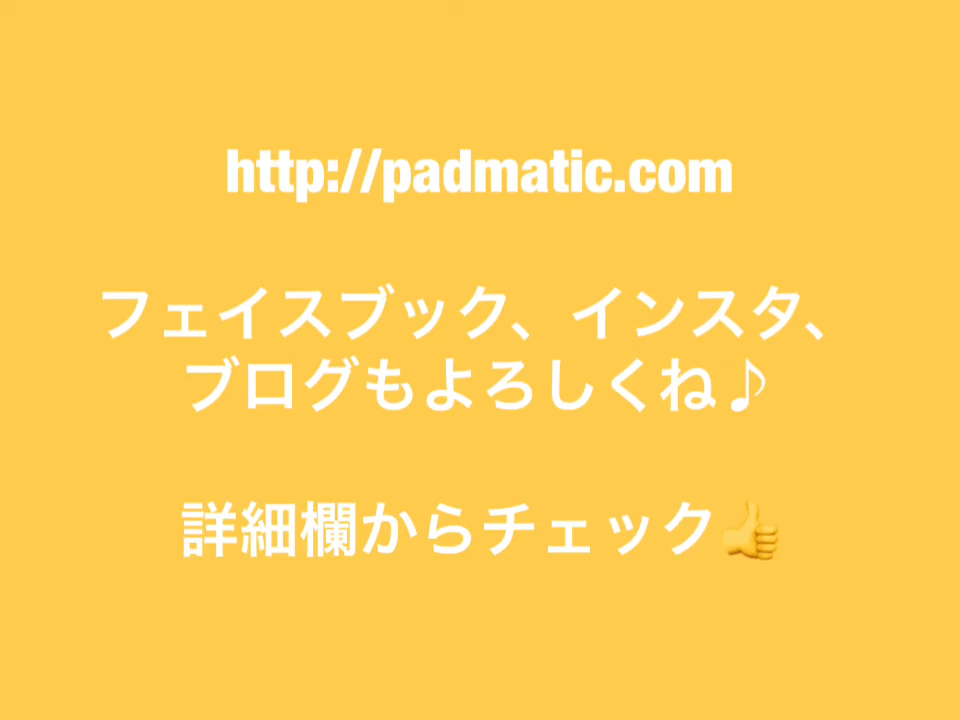 http://padmatic.com
フェイスブック、インスタ、
ブログもよろしくね♪
詳細欄からチェック👍